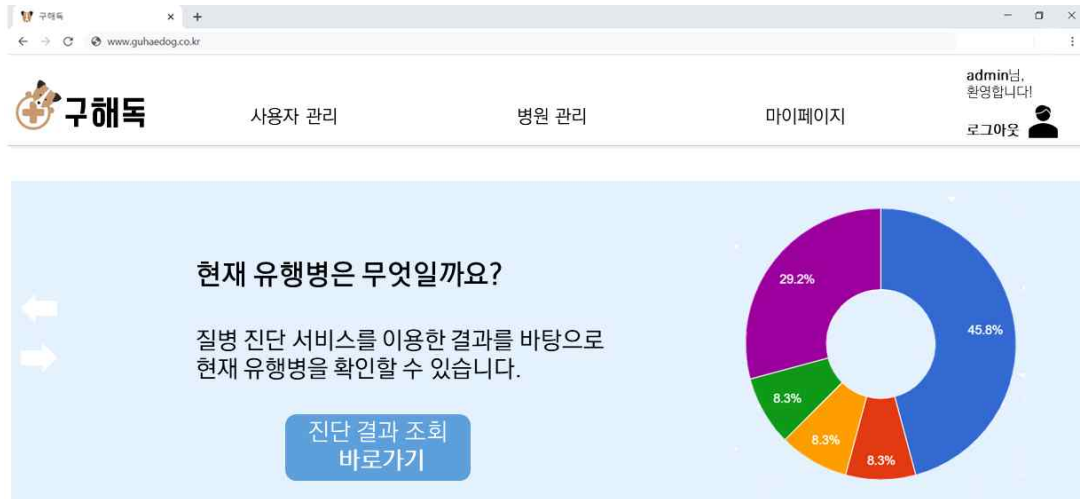 구해독
www.guhaedog.co.kr
구해독
사용자 관리
병원 관리
마이페이지
admin님,
환영합니다!
로그아웃
현재 유행병은 무엇일까요?
질병 진단 서비스를 이용한 결과를 바탕으로
현재 유행병을 확인할 수 있습니다.
진단 결과 조회
바로가기
29.2%
45.8%
8.3%
8.3%
8.3%